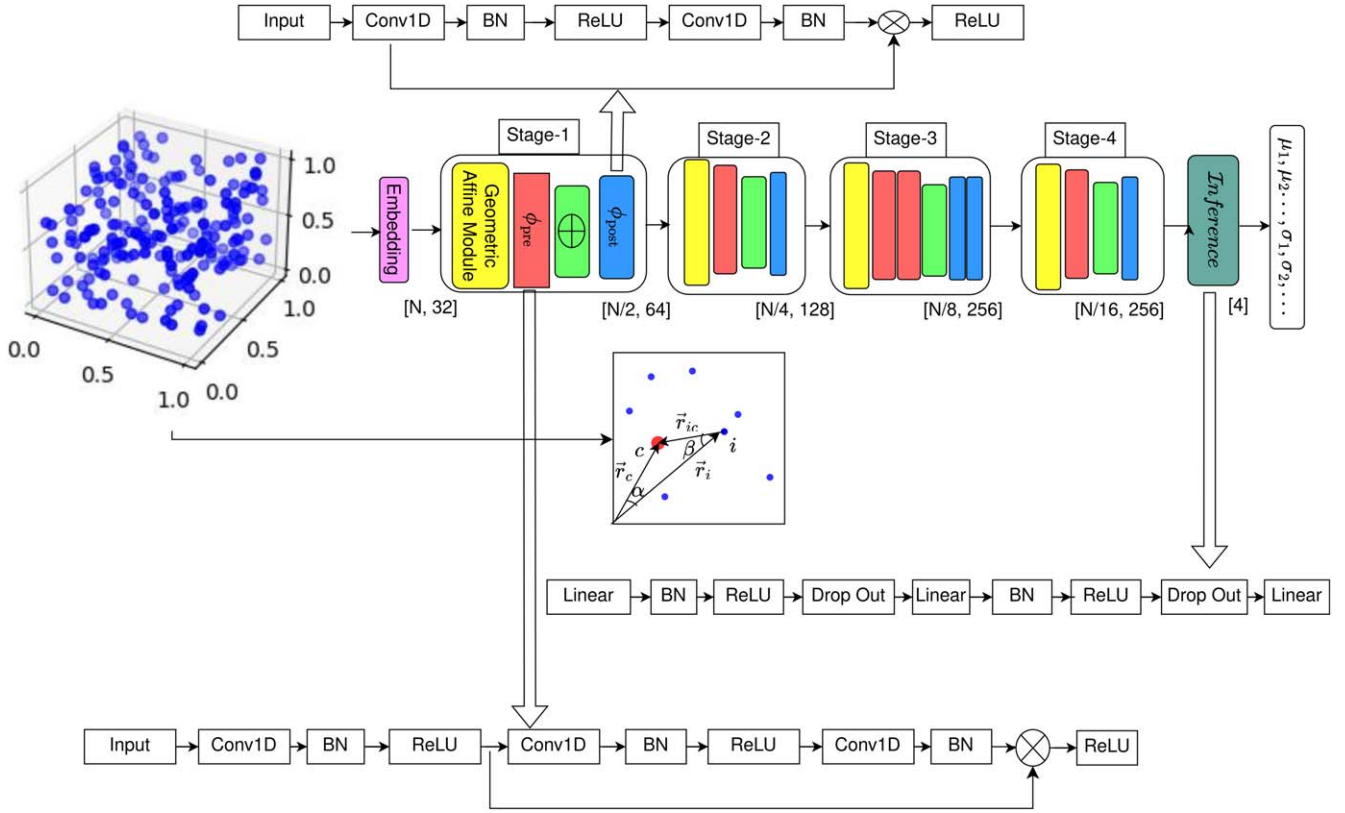 Input Conv1D BN ReLU Conv1D BN ReLU
Stage-1 Stage-2 Stage-3 Stage-4
1.0
0.5
0.0
1.0
0.5
0.0
0.0
0.5
1.0
Embedding
Geometric
Affine Module
ϕpre
ϕpost
Inference
μ₁, μ₂. . . , σ₁, σ₂, . . .
[N, 32] [N/2, 64] [N/4, 128] [N/8, 256] [N/16, 256] [4]
r⃗ic
c β i
r⃗c r⃗i
α
Linear BN ReLU Drop Out Linear BN ReLU Drop Out Linear
Input Conv1D BN ReLU Conv1D BN ReLU Conv1D BN ReLU